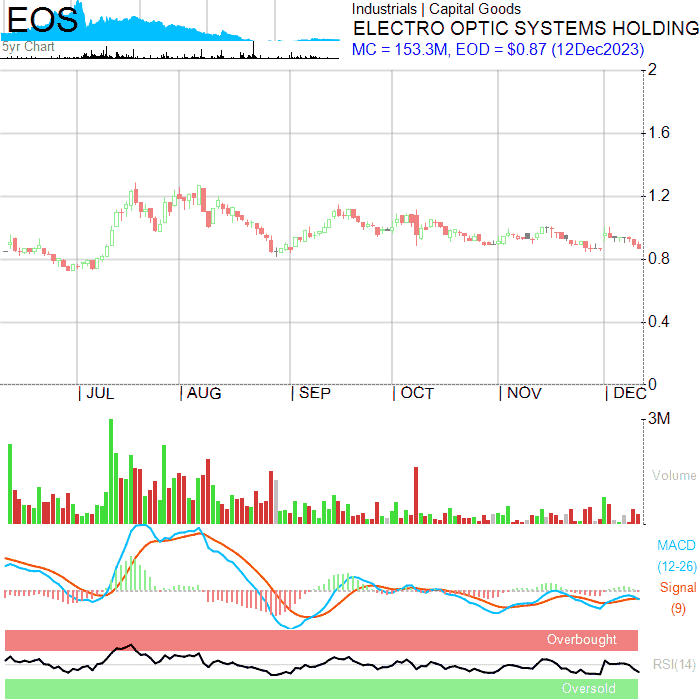 EOS
5yr Chart
Industrials | Capital Goods
ELECTRO OPTIC SYSTEMS HOLDING
MC = 153.3M, EOD = $0.87 (12Dec2023)
2
1.6
1.2
0.8
0.4
0
JUL AUG SEP OCT NOV DEC
3M
Volume
MACD
(12-26)
Signal
(9)
Overbought
RSI(14)
Oversold